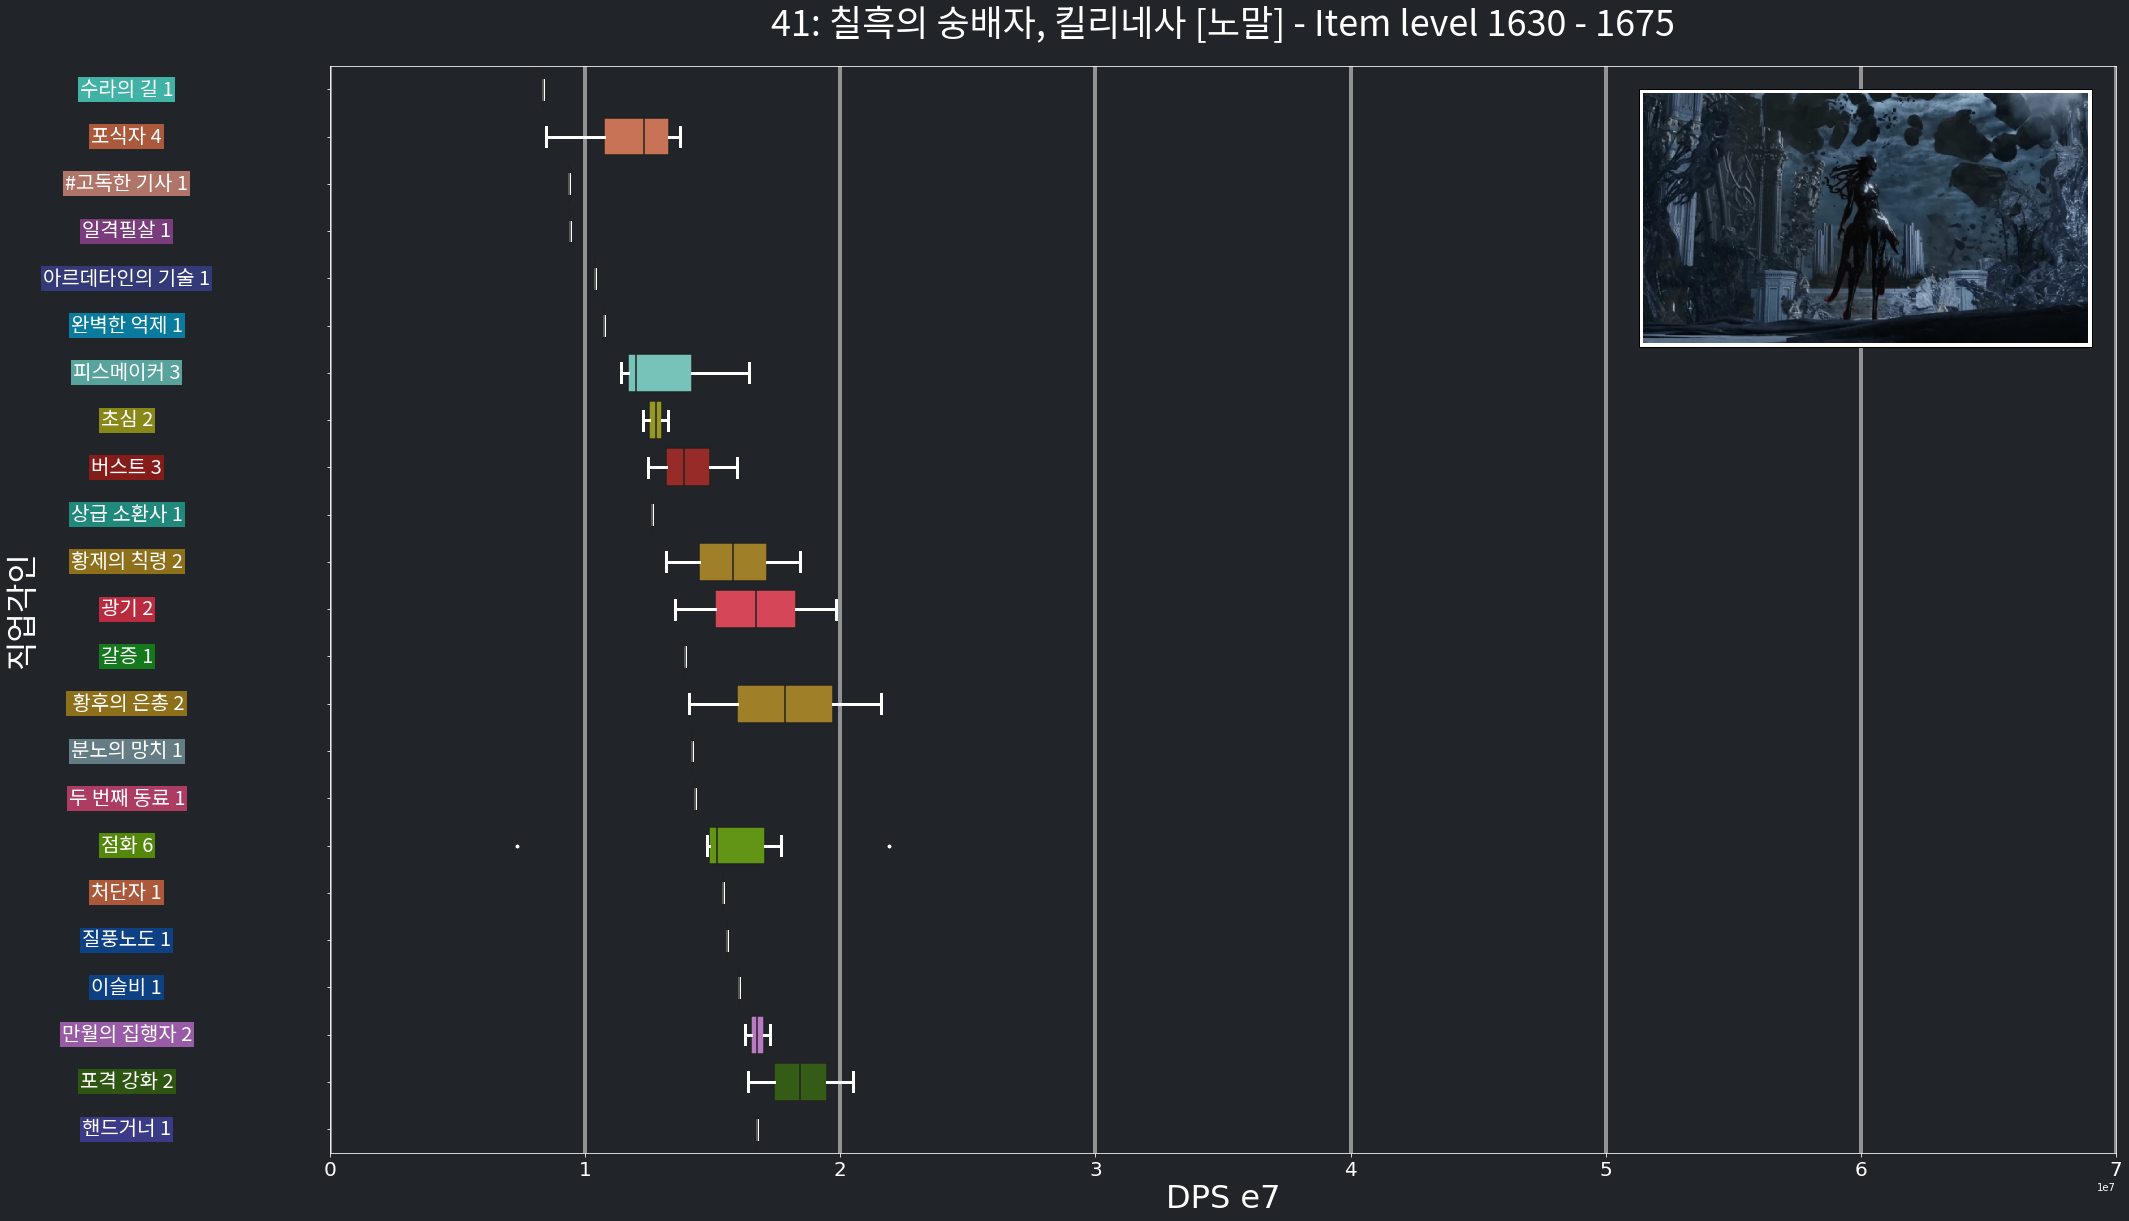 41: 칠흑의 숭배자, 킬리네사 [노말] - Item level 1630 - 1675
직업각인
수라의 길 1
포식자 4
#고독한 기사 1
일격필살 1
아르데타인의 기술 1
완벽한 억제 1
피스메이커 3
초심 2
버스트 3
상급 소환사 1
황제의 칙령 2
광기 2
갈증 1
황후의 은총 2
분노의 망치 1
두 번째 동료 1
점화 6
처단자 1
질풍노도 1
이슬비 1
만월의 집행자 2
포격 강화 2
핸드거너 1
0 1 2 3 4 5 6 7
1e7
DPS e7